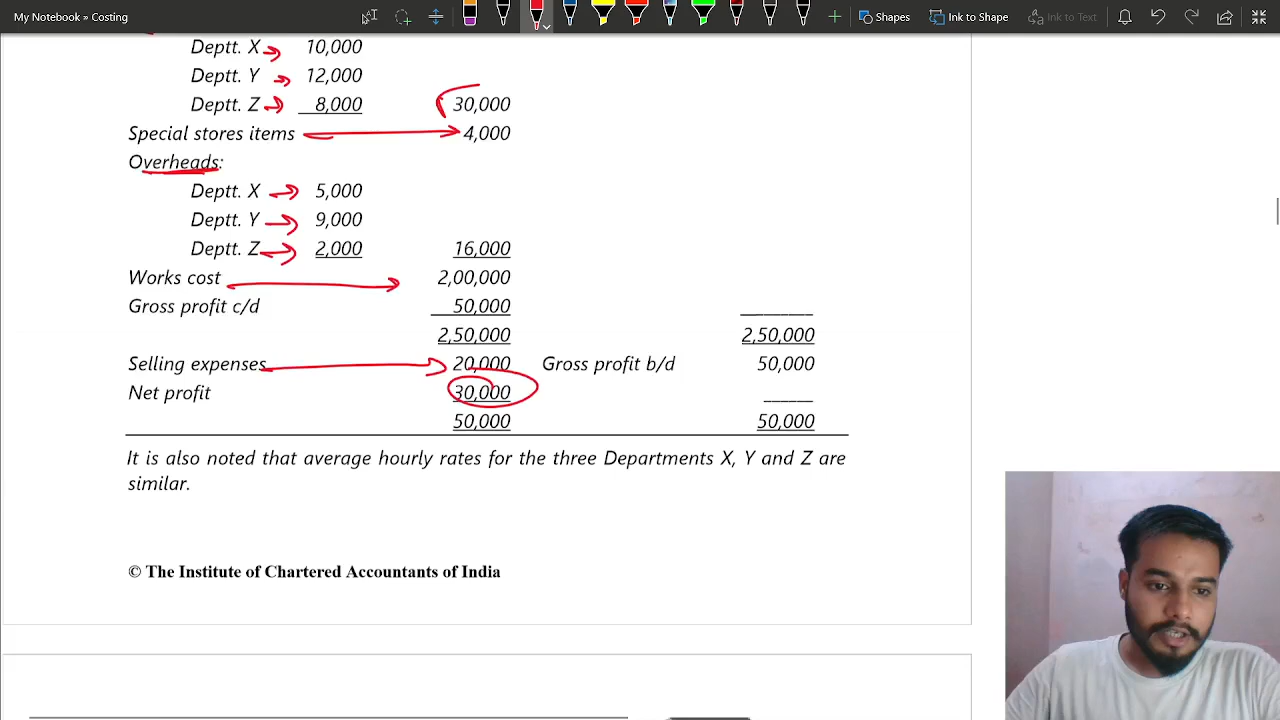 My Notebook » Costing
Shapes
Ink to Shape
Ink to Text
Deptt. X 10,000
Deptt. Y 12,000
Deptt. Z 8,000 30,000
Special stores items 4,000
Overheads:
Deptt. X 5,000
Deptt. Y 9,000
Deptt. Z 2,000 16,000
Works cost 2,00,000
Gross profit c/d 50,000
2,50,000 2,50,000
Selling expenses 20,000 Gross profit b/d 50,000
Net profit 30,000
50,000 50,000
It is also noted that average hourly rates for the three Departments X, Y and Z are
similar.
© The Institute of Chartered Accountants of India